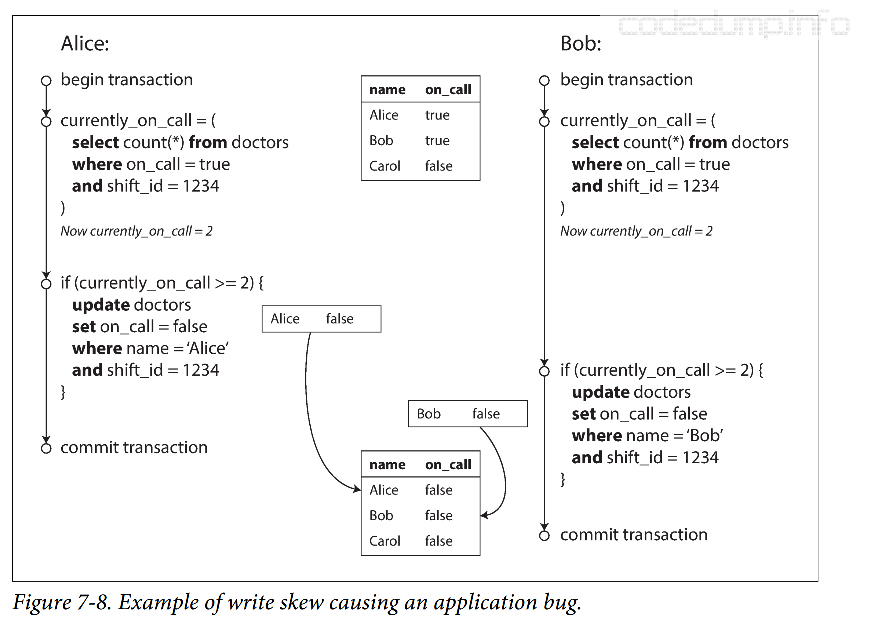 codedump.info
Alice:
begin transaction
currently_on_call = (
select count(*) from doctors
where on_call = true
and shift_id = 1234
)
Now currently_on_call = 2
if (currently_on_call >= 2) {
update doctors
set on_call = false
where name = ‘Alice’
and shift_id = 1234
}
commit transaction
name on_call
Alice true
Bob true
Carol false
Alice false
Bob false
name on_call
Alice false
Bob false
Carol false
Bob:
begin transaction
currently_on_call = (
select count(*) from doctors
where on_call = true
and shift_id = 1234
)
Now currently_on_call = 2
if (currently_on_call >= 2) {
update doctors
set on_call = false
where name = ‘Bob’
and shift_id = 1234
}
commit transaction
Figure 7-8. Example of write skew causing an application bug.